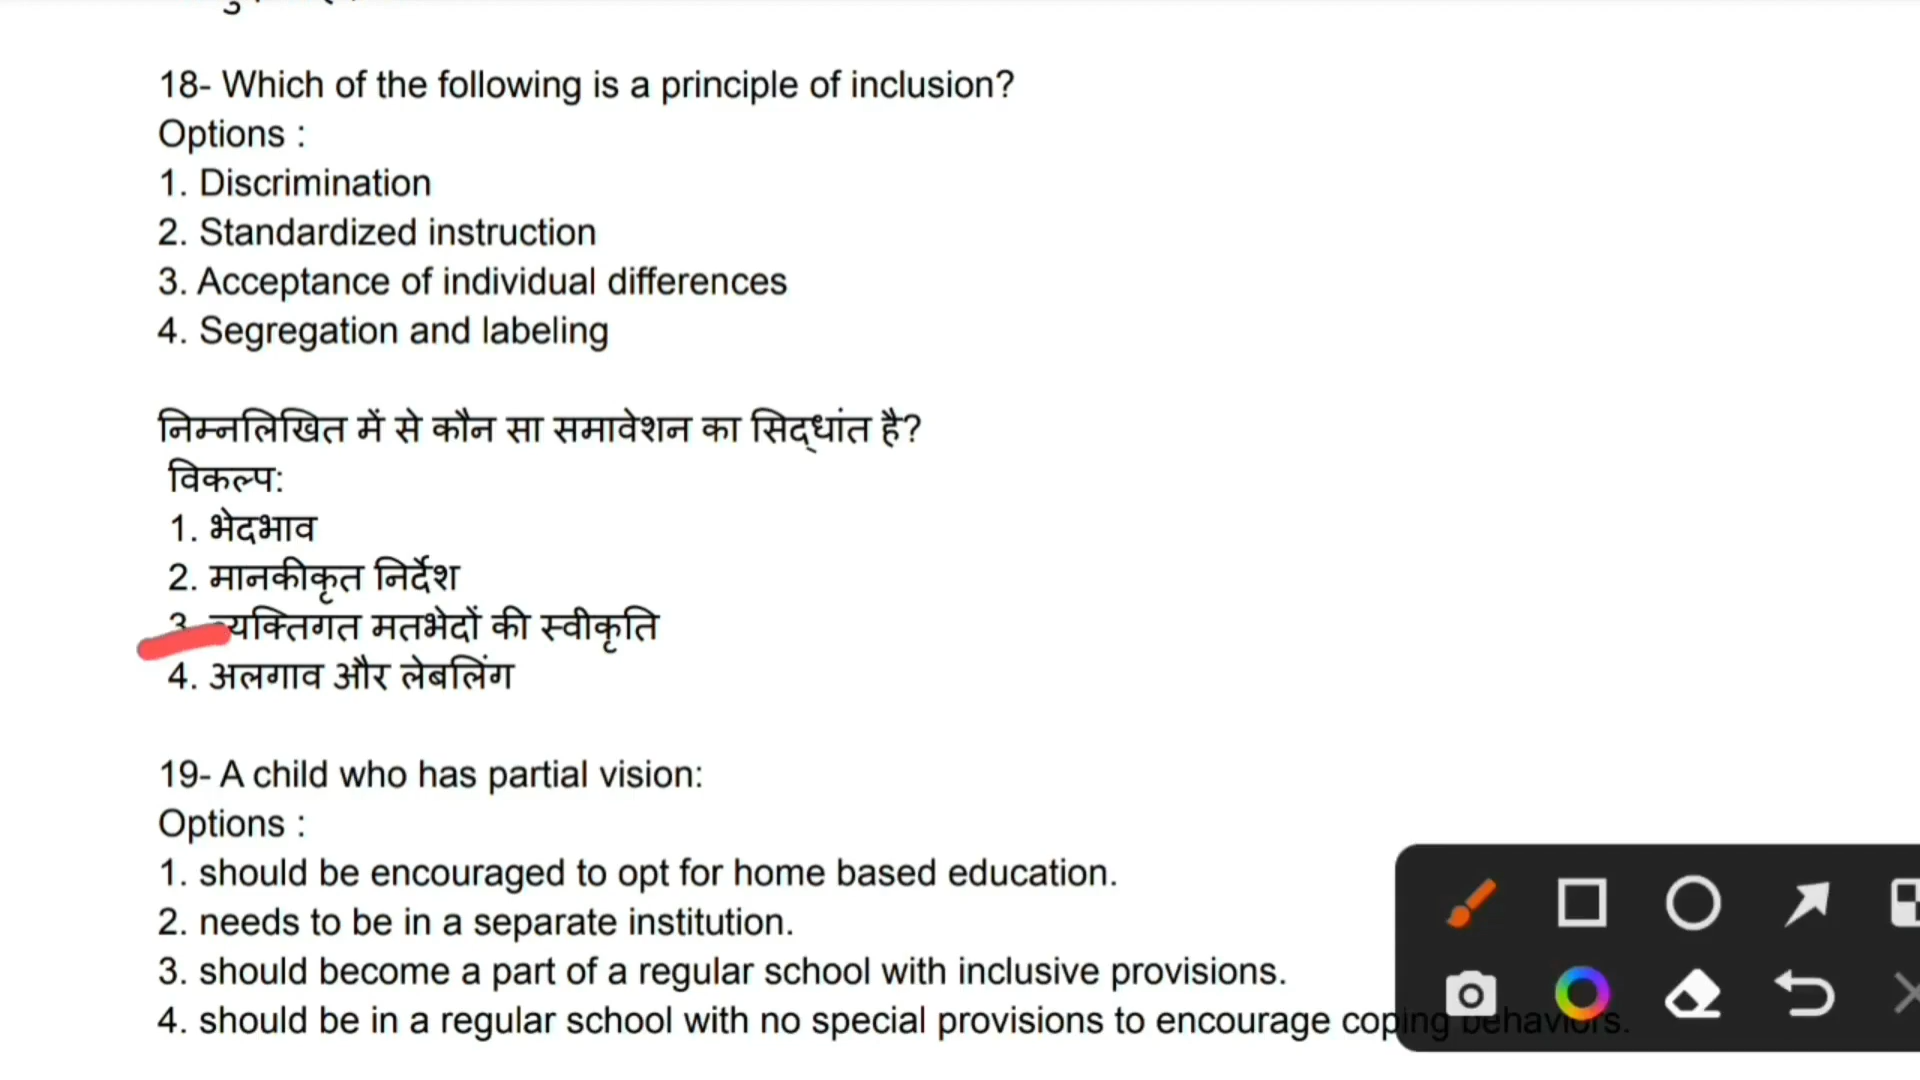 18- Which of the following is a principle of inclusion?
Options :
1. Discrimination
2. Standardized instruction
3. Acceptance of individual differences
4. Segregation and labeling
निम्नलिखित में से कौन सा समावेशन का सिद्धांत है?
विकल्प:
1. भेदभाव
2. मानकीकृत निर्देश
3. व्यक्तिगत मतभेदों की स्वीकृति
4. अलगाव और लेबलिंग
19- A child who has partial vision:
Options :
1. should be encouraged to opt for home based education.
2. needs to be in a separate institution.
3. should become a part of a regular school with inclusive provisions.
4. should be in a regular school with no special provisions to encourage coping behaviors.